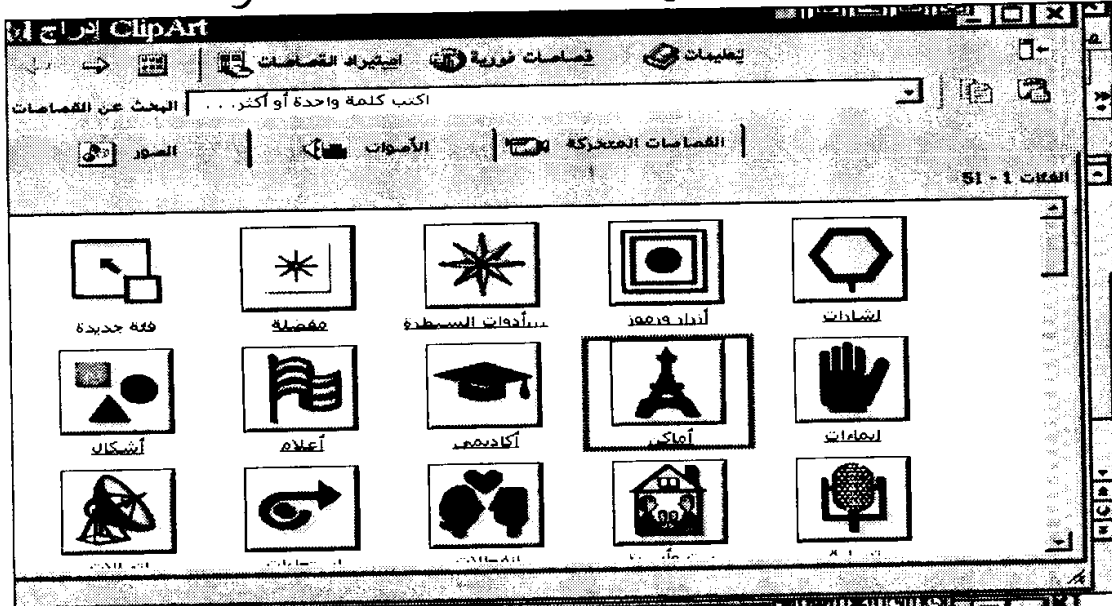 إدراج ClipArt
استيراد القصاصات قصاصات فورية تعليمات
البحث عن القصاصات اكتب كلمة واحدة أو أكثر...
الصور الأصوات القصاصات المتحركة
الفئات 1 - 51
فئة جديدة مفضلة ...أدوات السيطرة أزرار ورموز إشارات
أشكال أعلام أكاديمي أماكن إيماءات